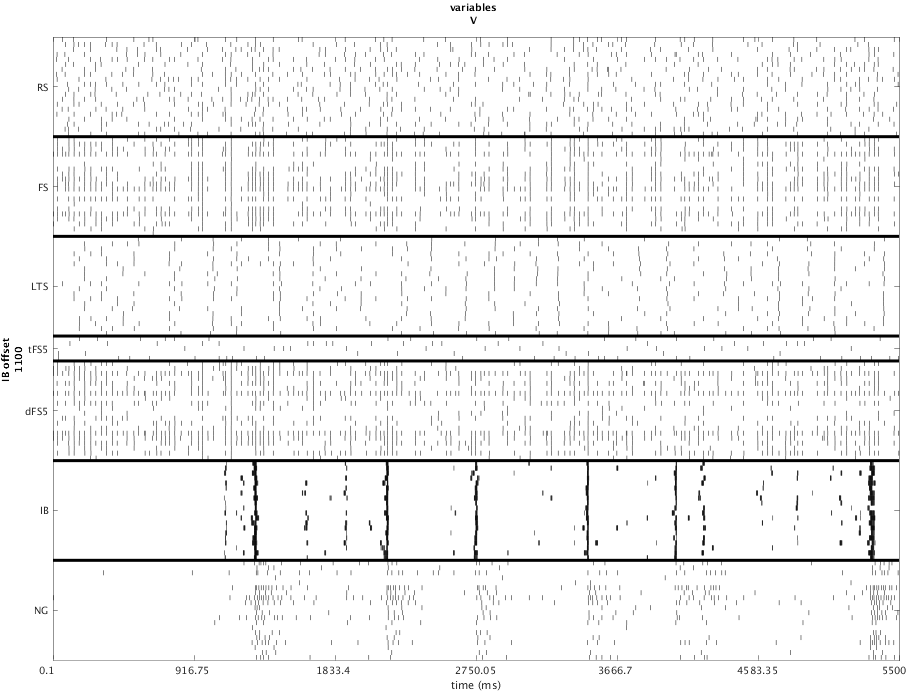 variables
V
RS
FS
LTS
tFS5
dFS5
IB
NG
IB offset
1100
0.1
916.75
1833.4
2750.05
3666.7
4583.35
5500
time (ms)